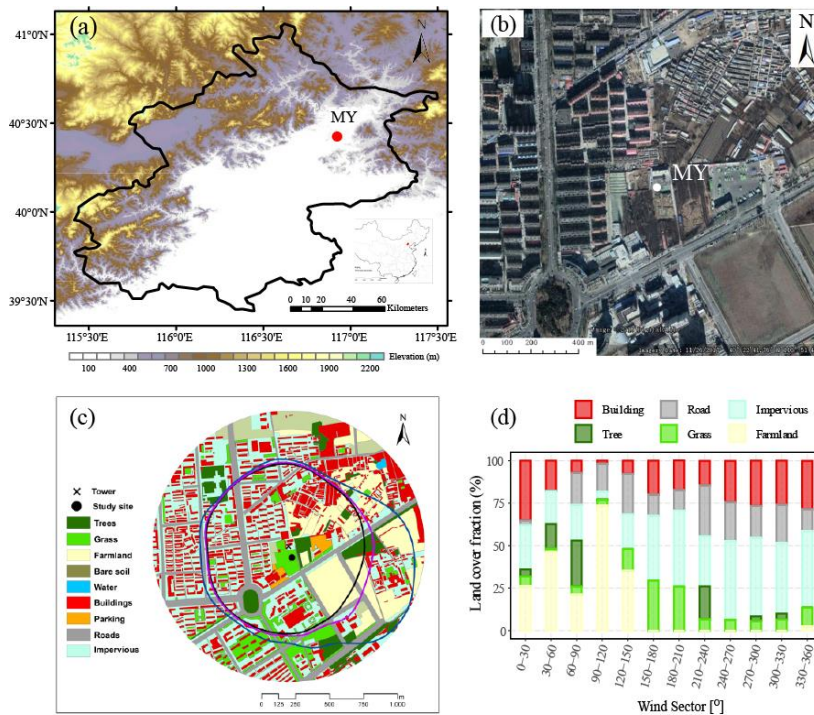 (a)
N
MY
41°0'N
40°30'N
40°0'N
39°30'N
0 10 20 40 60
Kilometers
115°30'E 116°0'E 116°30'E 117°0'E 117°30'E
Elevation (m)
100 400 700 1000 1300 1600 1900 2200
(b)
N
MY
0 100 200 400 m
(c)
N
Tower
Study site
Trees
Grass
Farmland
Bare soil
Water
Buildings
Parking
Roads
Impervious
0 125 250 500 750 1.000
m
(d)
Building Road Impervious
Tree Grass Farmland
Land cover fraction (%)
100
75
50
25
0
0−30 30−60 60−90 90−120 120−150 150−180 180−210 210−240 240−270 270−300 300−330 330−360
Wind Sector [°]